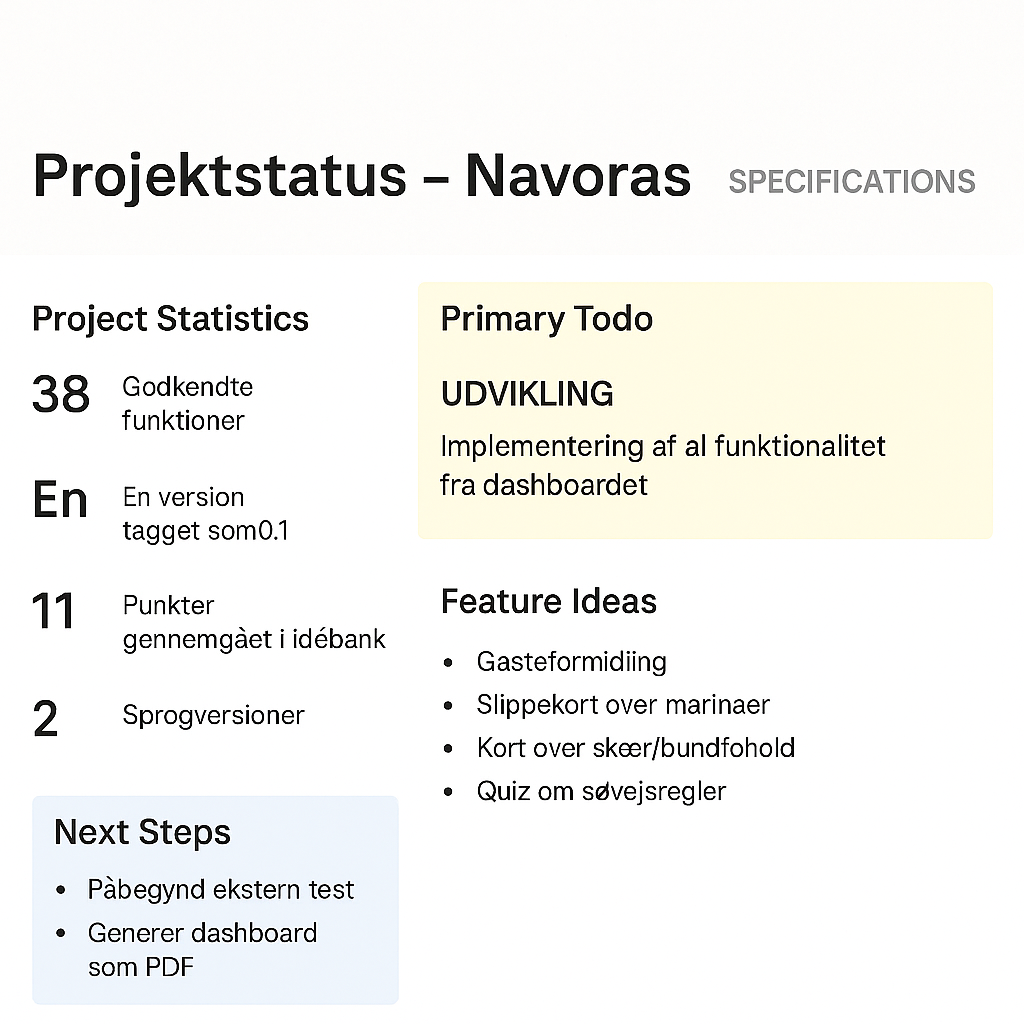 Projektstatus – Navoras
SPECIFICATIONS
Project Statistics
38
Godkendte
funktioner
En
En version
tagget som0.1
11
Punkter
gennemgàet i idébank
2
Sprogversioner
Next Steps
• Pàbegynd ekstern test
• Generer dashboard
som PDF
Primary Todo
UDVIKLING
Implementering af al funktionalitet
fra dashboardet
Feature Ideas
• Gasteformidiing
• Slippekort over marinaer
• Kort over skær/bundfohold
• Quiz om søvejsregler